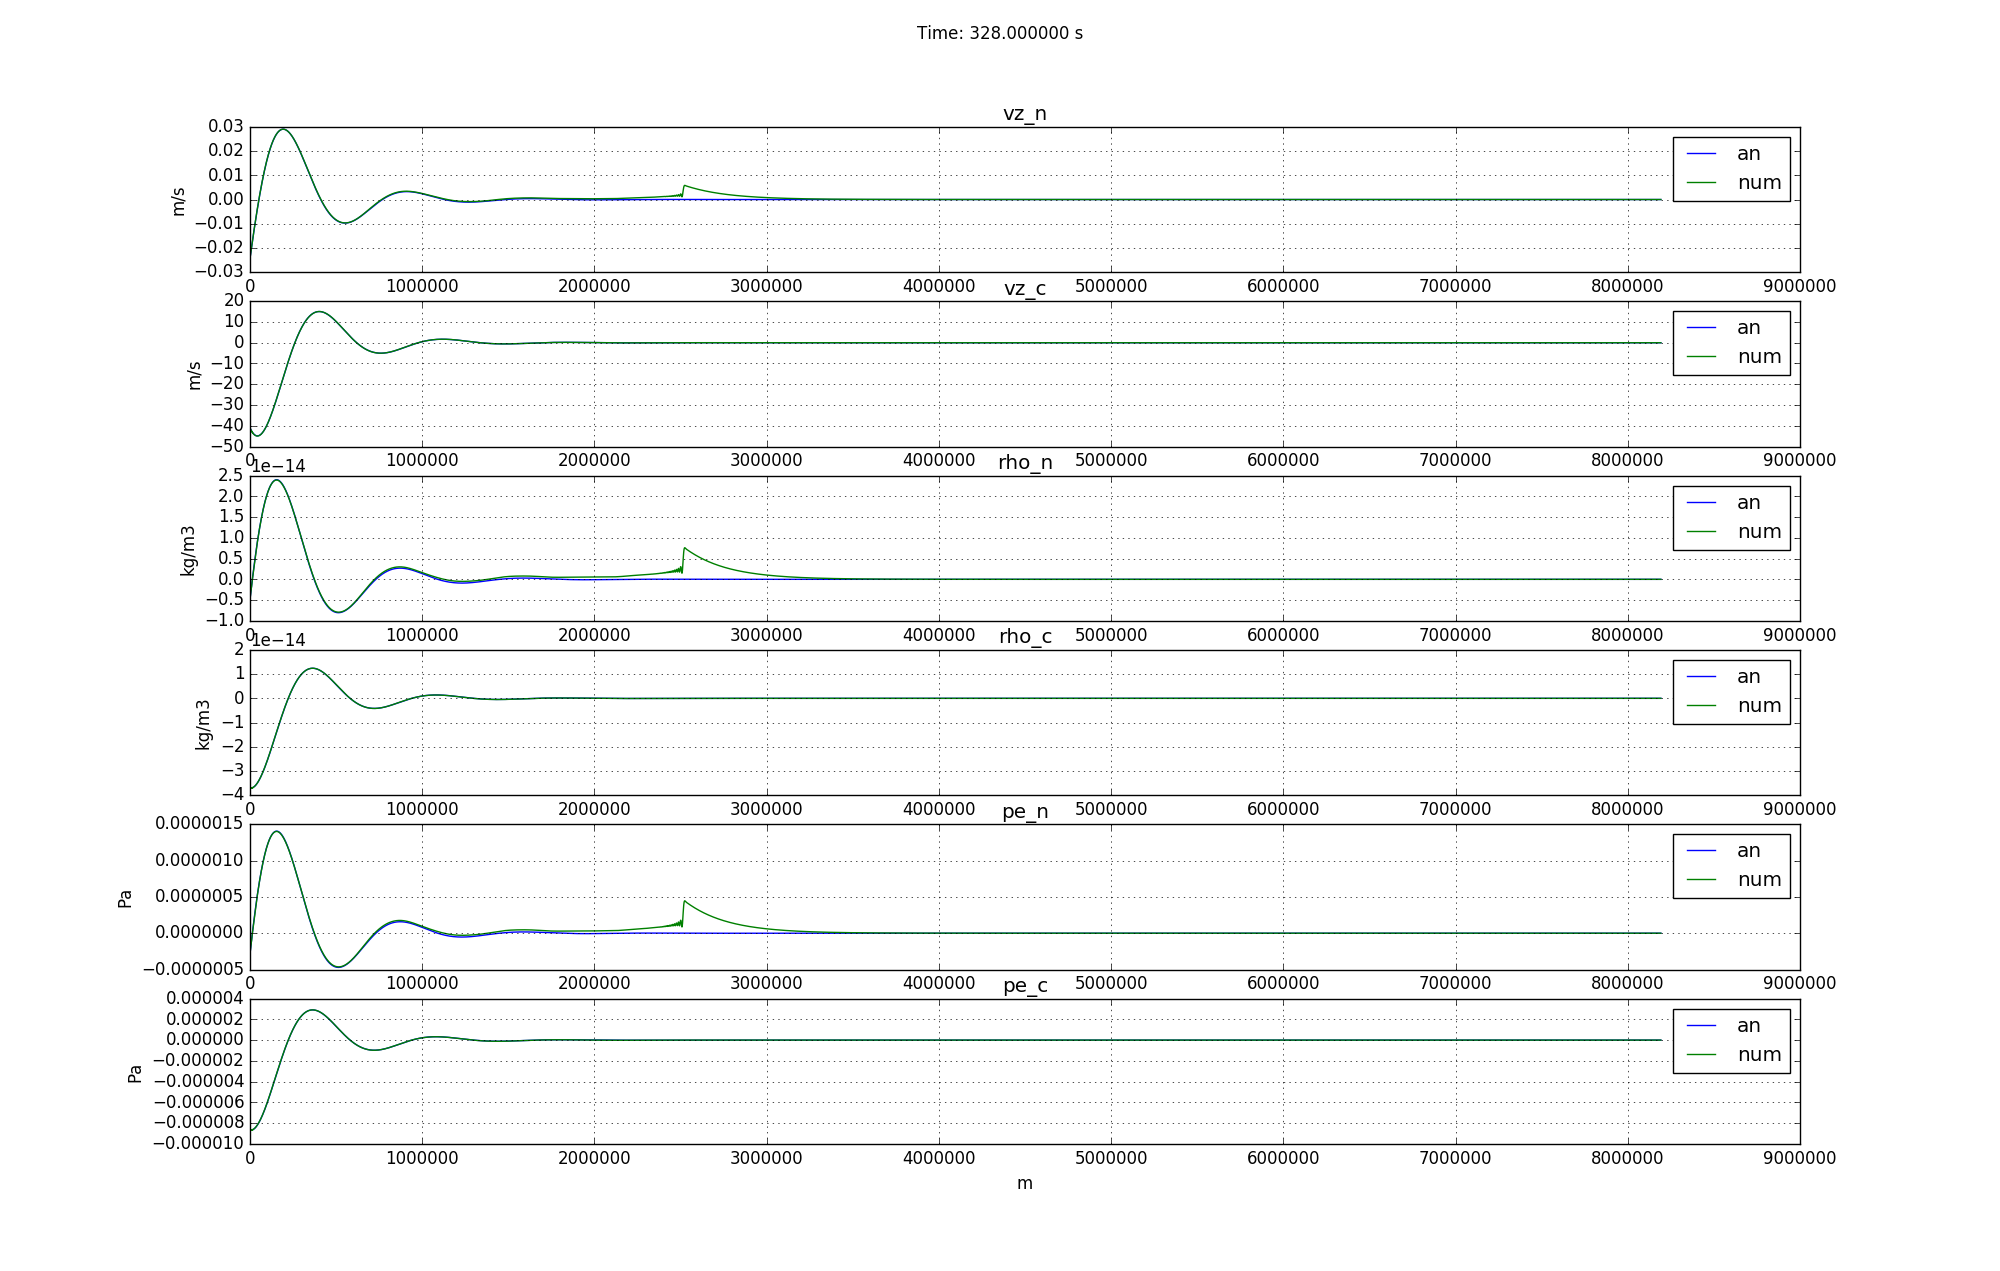 Time: 328.000000 s
vz_n
0.03
0.02
0.01
0.00
−0.01
−0.02
−0.03
m/s
an
num
0 1000000 2000000 3000000 4000000 5000000 6000000 7000000 8000000 9000000
vz_c
20
10
0
−10
−20
−30
−40
−50
m/s
an
num
0 1000000 2000000 3000000 4000000 5000000 6000000 7000000 8000000 9000000
1e−14
rho_n
2.5
2.0
1.5
1.0
0.5
0.0
−0.5
−1.0
kg/m3
an
num
0 1000000 2000000 3000000 4000000 5000000 6000000 7000000 8000000 9000000
1e−14
rho_c
2
1
0
−1
−2
−3
−4
kg/m3
an
num
0 1000000 2000000 3000000 4000000 5000000 6000000 7000000 8000000 9000000
pe_n
0.0000015
0.0000010
0.0000005
0.0000000
−0.0000005
Pa
an
num
0 1000000 2000000 3000000 4000000 5000000 6000000 7000000 8000000 9000000
pe_c
0.000004
0.000002
0.000000
−0.000002
−0.000004
−0.000006
−0.000008
−0.000010
Pa
an
num
0 1000000 2000000 3000000 4000000 5000000 6000000 7000000 8000000 9000000
m